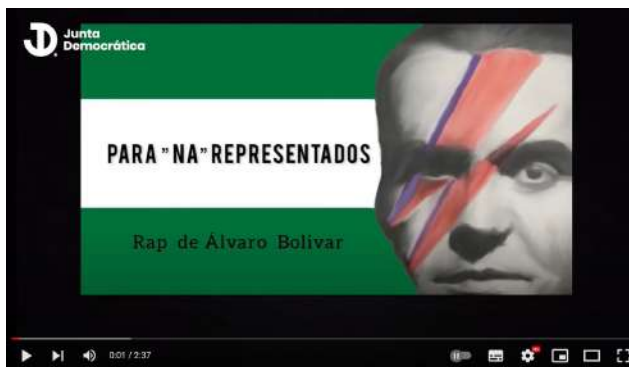 Junta
Democrática
PARA "NA" REPRESENTADOS
Rap de Álvaro Bolivar
0:01 / 2:37